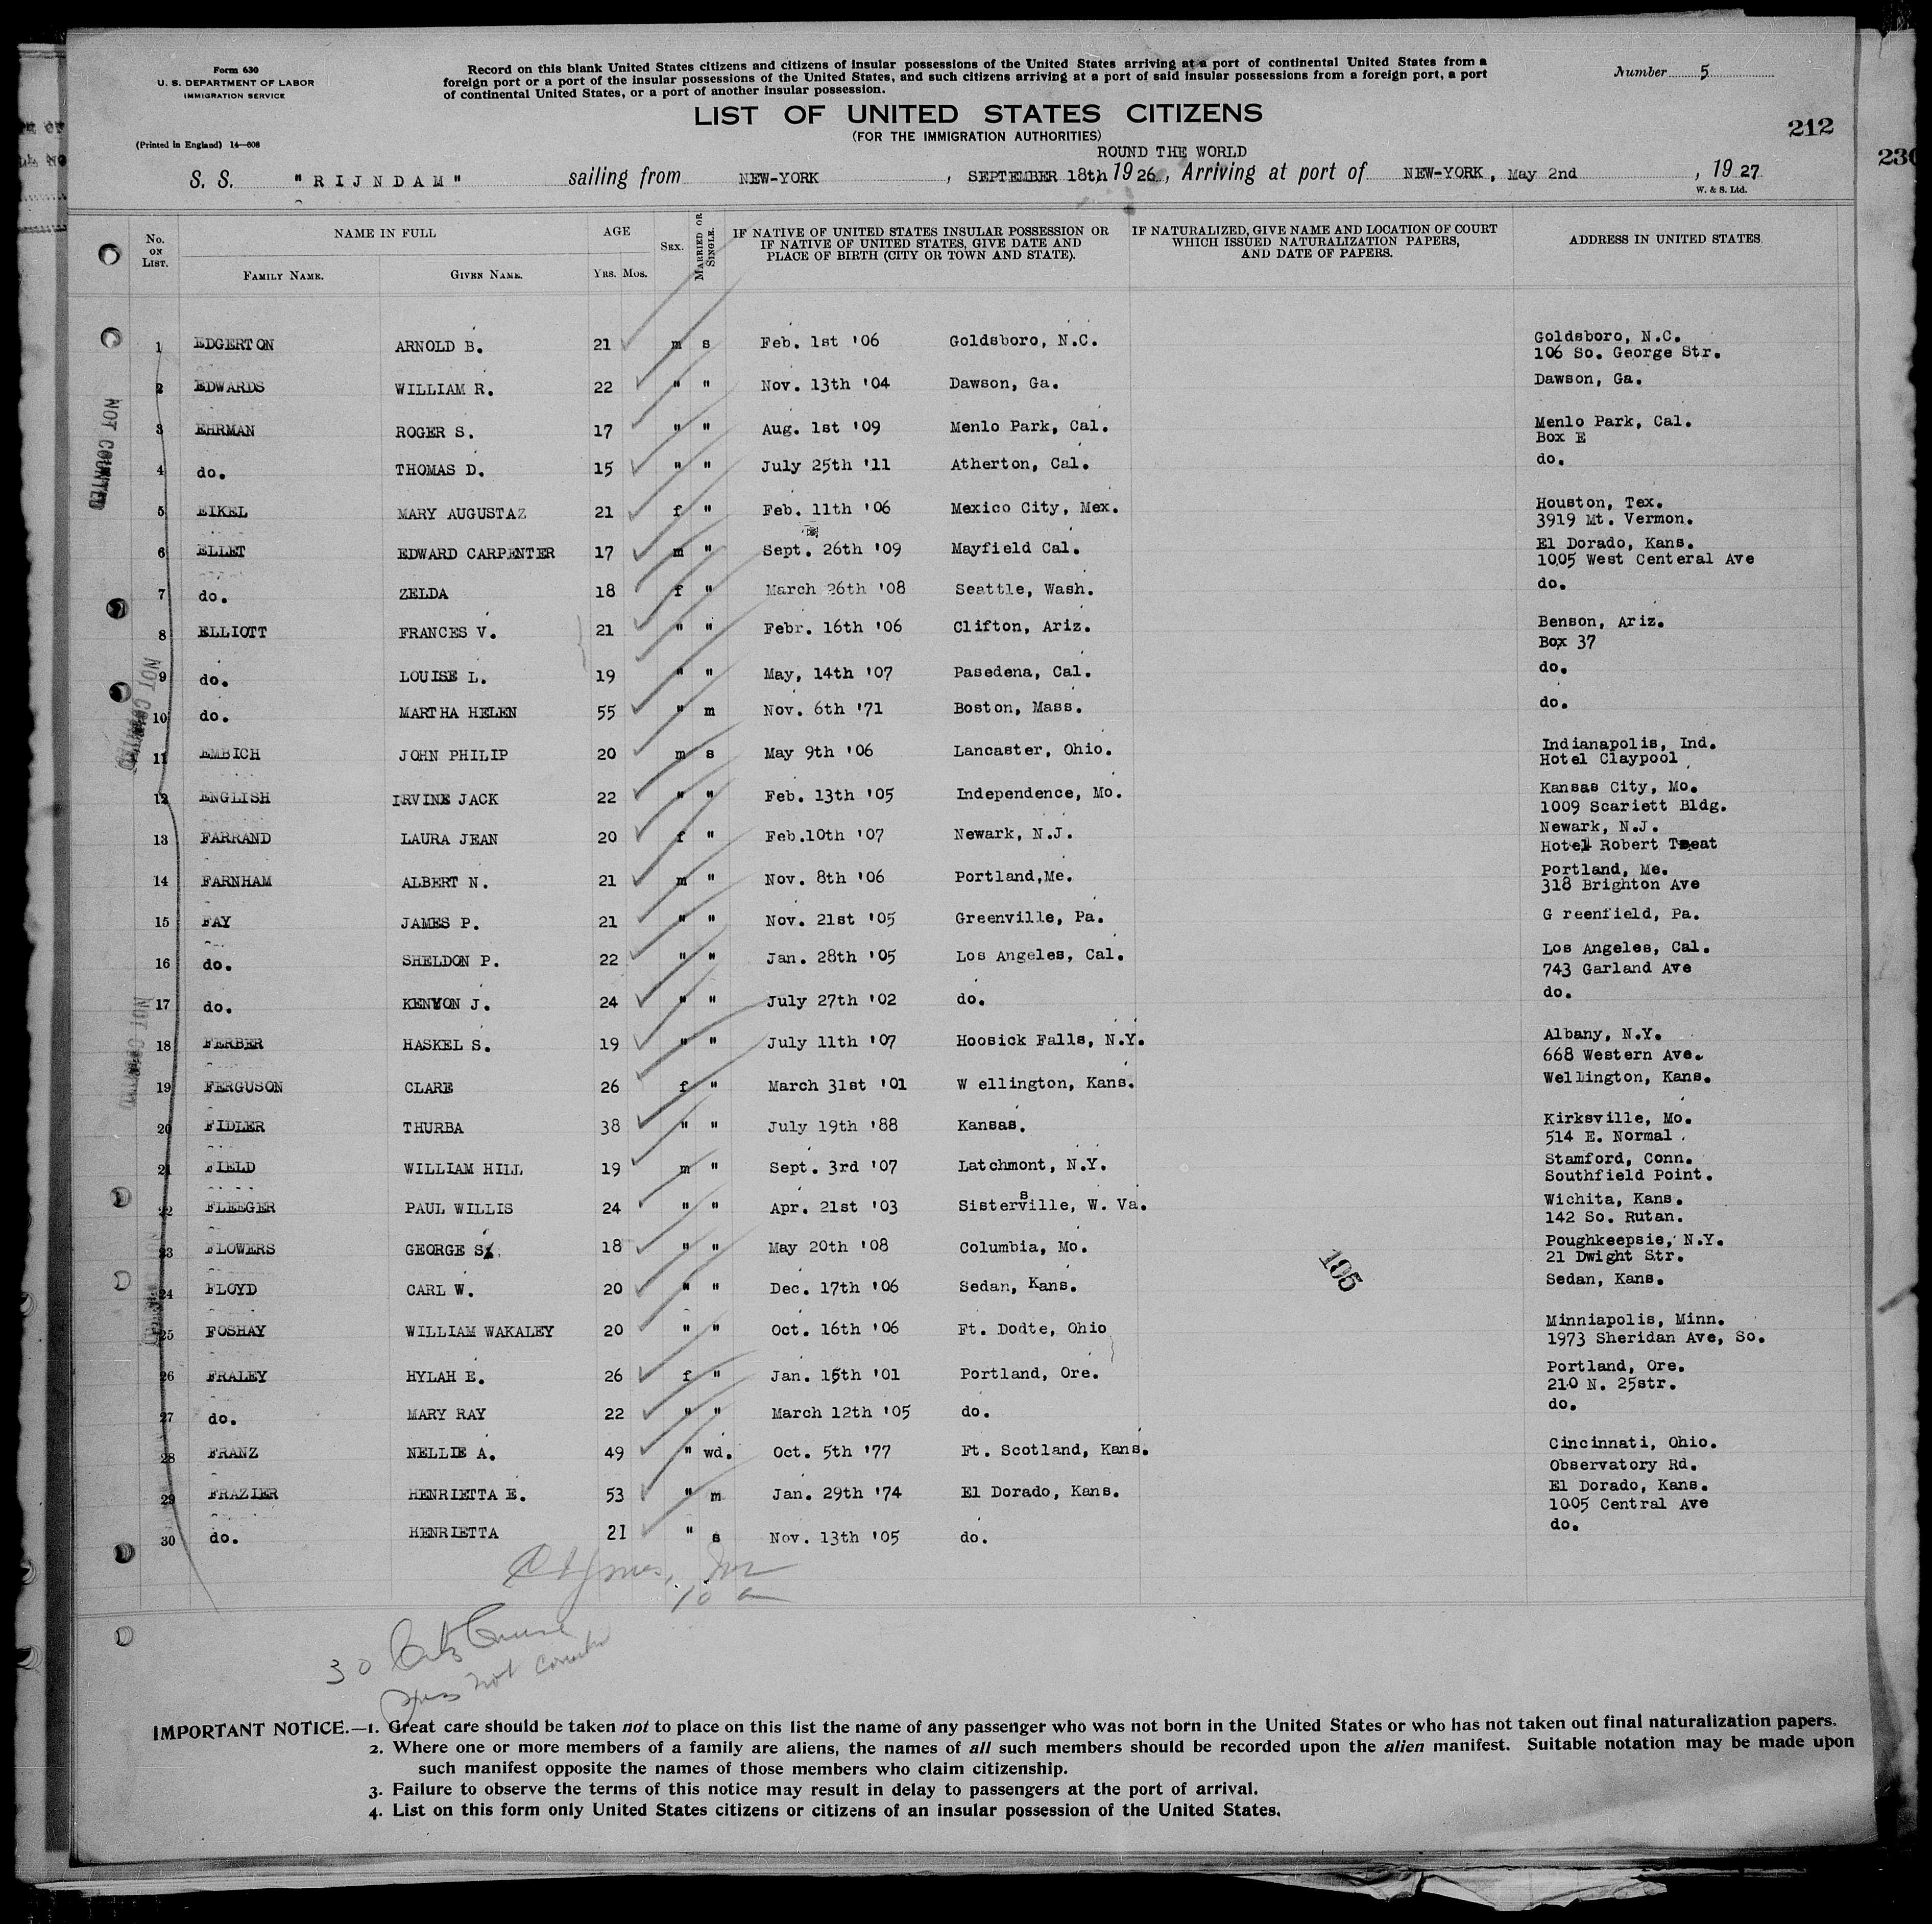 Form 630
U. S. DEPARTMENT OF LABOR
IMMIGRATION SERVICE
(Printed in England) 14—608
Record on this blank United States citizens and citizens of insular possessions of the United States arriving at a port of continental United States from a
foreign port or a port of the insular possessions of the United States, and such citizens arriving at a port of said insular possessions from a foreign port, a port
of continental United States, or a port of another insular possession.
Number 5
LIST OF UNITED STATES CITIZENS
(FOR THE IMMIGRATION AUTHORITIES)
212
230
ROUND THE WORLD
S. S. "RIJNDAM" sailing from NEW-YORK, SEPTEMBER 18th 1926, Arriving at port of NEW-YORK, May 2nd, 1927
W. & S. Ltd.
No. ON LIST. NAME IN FULL FAMILY NAME. GIVEN NAME. AGE YRS. MOS. SEX. MARRIED OR SINGLE. IF NATIVE OF UNITED STATES INSULAR POSSESSION OR IF NATIVE OF UNITED STATES, GIVE DATE AND PLACE OF BIRTH (CITY OR TOWN AND STATE). IF NATURALIZED, GIVE NAME AND LOCATION OF COURT WHICH ISSUED NATURALIZATION PAPERS, AND DATE OF PAPERS. ADDRESS IN UNITED STATES.
1 EDGERTON ARNOLD B. 21 m s Feb. 1st '06 Goldsboro, N.C. Goldsboro, N.C.
106 So. George Str.
2 EDWARDS WILLIAM R. 22 " " Nov. 13th '04 Dawson, Ga. Dawson, Ga.
3 EHRMAN ROGER S. 17 " " Aug. 1st '09 Menlo Park, Cal. Menlo Park, Cal.
Box E
4 do. THOMAS D. 15 " " July 25th '11 Atherton, Cal. do.
5 EIKEL MARY AUGUSTAZ 21 f " Feb. 11th '06 Mexico City, Mex. Houston, Tex.
3919 Mt. Vermon.
6 ELLET EDWARD CARPENTER 17 m " Sept. 26th '09 Mayfield Cal. El Dorado, Kans.
1005 West Centeral Ave
7 do. ZELDA 18 f " March 26th '08 Seattle, Wash. do.
8 ELLIOTT FRANCES V. 21 " " Febr. 16th '06 Clifton, Ariz. Benson, Ariz.
Box 37
9 do. LOUISE L. 19 " " May, 14th '07 Pasedena, Cal. do.
10 do. MARTHA HELEN 55 " m Nov. 6th '71 Boston, Mass. do.
11 EMBICH JOHN PHILIP 20 m s May 9th '06 Lancaster, Ohio. Indianapolis, Ind.
Hotel Claypool
12 ENGLISH IRVINE JACK 22 " " Feb. 13th '05 Independence, Mo. Kansas City, Mo.
1009 Scariett Bldg.
13 FARRAND LAURA JEAN 20 f " Feb.10th '07 Newark, N.J. Newark, N.J.
Hotel Robert Treat
14 FARNHAM ALBERT N. 21 m " Nov. 8th '06 Portland,Me. Portland, Me.
318 Brighton Ave
15 FAY JAMES P. 21 " " Nov. 21st '05 Greenville, Pa. G reenfield, Pa.
16 do. SHELDON P. 22 " " Jan. 28th '05 Los Angeles, Cal. Los Angeles, Cal.
743 Garland Ave
17 do. KENYON J. 24 " " July 27th '02 do. do.
18 FERBER HASKEL S. 19 " " July 11th '07 Hoosick Falls, N.Y. Albany, N.Y.
668 Western Ave.
19 FERGUSON CLARE 26 f " March 31st '01 W ellington, Kans. Wellington, Kans.
20 FIDLER THURBA 38 " " July 19th '88 Kansas. Kirksville, Mo.
514 E. Normal
21 FIELD WILLIAM HILL 19 m " Sept. 3rd '07 Latchmont, N.Y. Stamford, Conn.
Southfield Point.
22 FLEEGER PAUL WILLIS 24 " " Apr. 21st '03 Sistersville, W. Va. Wichita, Kans.
142 So. Rutan.
23 FLOWERS GEORGE S. 18 " " May 20th '08 Columbia, Mo. Poughkeepsie, N.Y.
21 Dwight Str.
24 FLOYD CARL W. 20 " " Dec. 17th '06 Sedan, Kans. Sedan, Kans.
25 FOSHAY WILLIAM WAKALEY 20 " " Oct. 16th '06 Ft. Dodte, Ohio Minniapolis, Minn.
1973 Sheridan Ave, So.
26 FRALEY HYLAH E. 26 f " Jan. 15th '01 Portland, Ore. Portland, Ore.
210 N. 25str.
27 do. MARY RAY 22 " " March 12th '05 do. do.
28 FRANZ NELLIE A. 49 " wd. Oct. 5th '77 Ft. Scotland, Kans. Cincinnati, Ohio.
Observatory Rd.
29 FRAZIER HENRIETTA E. 53 " m Jan. 29th '74 El Dorado, Kans. El Dorado, Kans.
1005 Central Ave
30 do. HENRIETTA 21 " s Nov. 13th '05 do. do.
NOT COUNTED
NOT COUNTED
NOT COUNTED
105
30
not
IMPORTANT NOTICE.—1. Great care should be taken not to place on this list the name of any passenger who was not born in the United States or who has not taken out final naturalization papers.
2. Where one or more members of a family are aliens, the names of all such members should be recorded upon the alien manifest. Suitable notation may be made upon
such manifest opposite the names of those members who claim citizenship.
3. Failure to observe the terms of this notice may result in delay to passengers at the port of arrival.
4. List on this form only United States citizens or citizens of an insular possession of the United States.